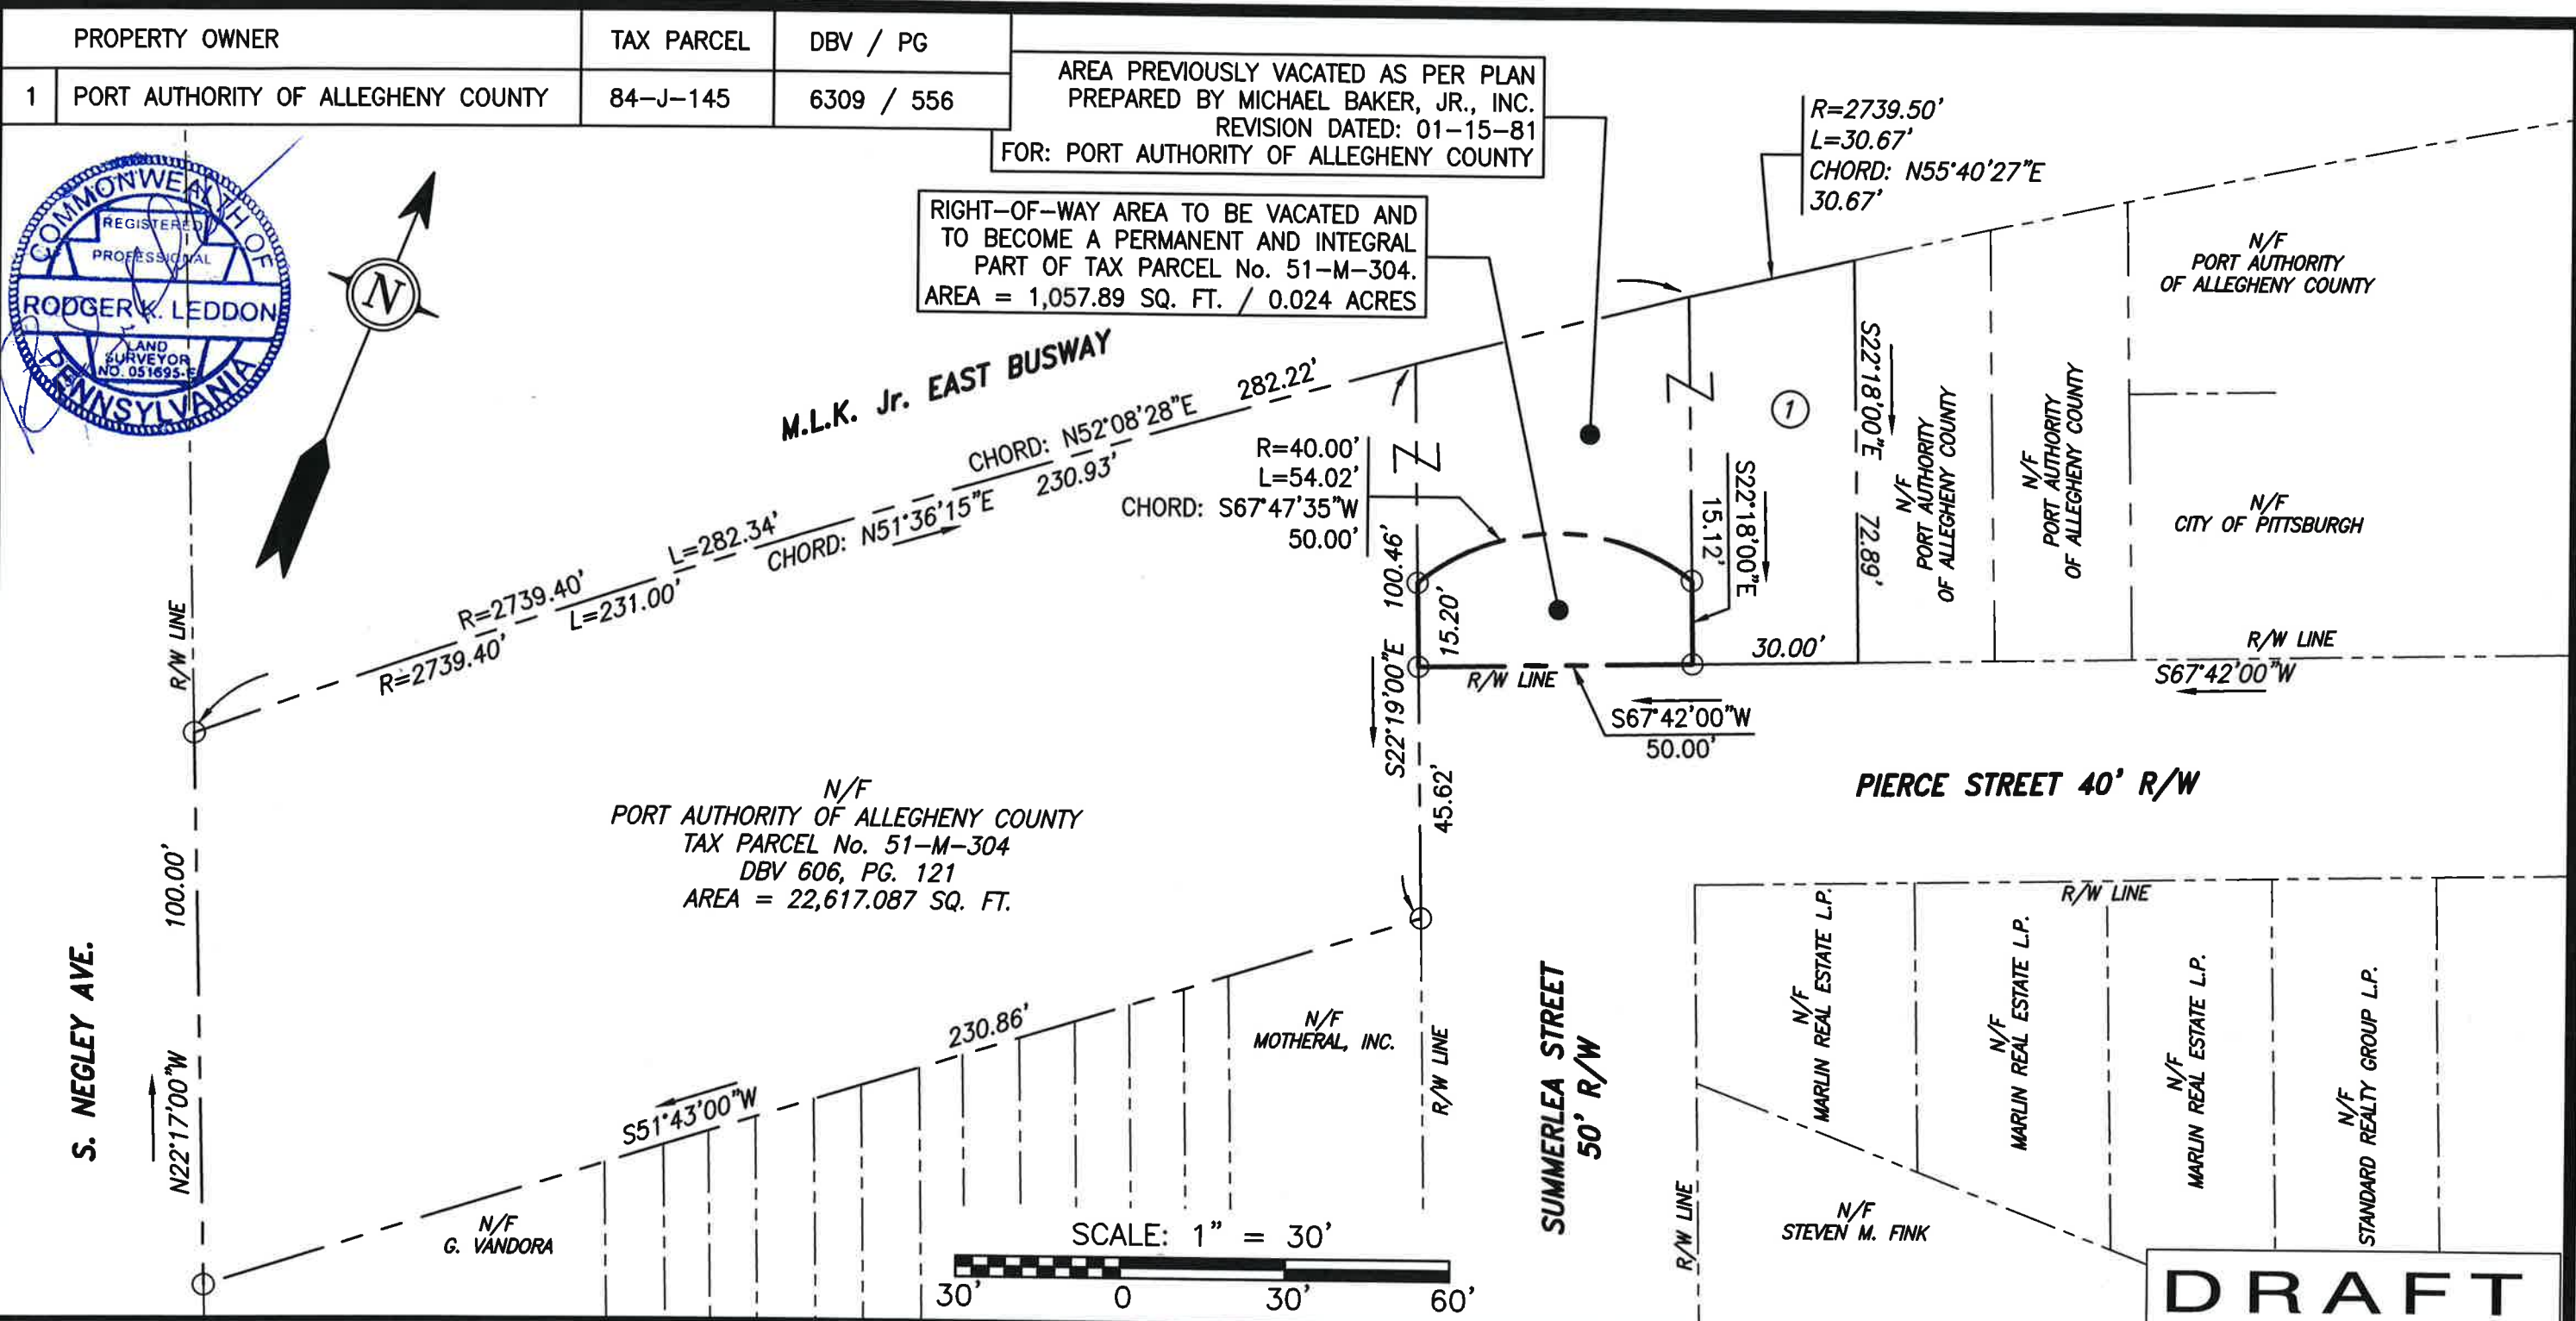 PROPERTY OWNER TAX PARCEL DBV / PG
1 PORT AUTHORITY OF ALLEGHENY COUNTY 84-J-145 6309 / 556
AREA PREVIOUSLY VACATED AS PER PLAN
PREPARED BY MICHAEL BAKER, JR., INC.
REVISION DATED: 01-15-81
FOR: PORT AUTHORITY OF ALLEGHENY COUNTY
R=2739.50'
L=30.67'
CHORD: N55°40'27"E
30.67'
COMMONWEALTH OF
REGISTERED
PROFESSIONAL
RODGER K. LEDDON
LAND
SURVEYOR
NO. 051695-E
PENNSYLVANIA
N
RIGHT-OF-WAY AREA TO BE VACATED AND
TO BECOME A PERMANENT AND INTEGRAL
PART OF TAX PARCEL No. 51-M-304.
AREA = 1,057.89 SQ. FT. / 0.024 ACRES
N/F
PORT AUTHORITY
OF ALLEGHENY COUNTY
M.L.K. Jr. EAST BUSWAY
R=2739.40' L=282.34' CHORD: N52°08'28"E 282.22'
R=2739.40' L=231.00' CHORD: N51°36'15"E 230.93'
R=40.00'
L=54.02'
CHORD: S67°47'35"W
50.00'
1
S22°18'00"E 72.89'
N/F
PORT AUTHORITY
OF ALLEGHENY COUNTY
N/F
PORT AUTHORITY
OF ALLEGHENY COUNTY
N/F
CITY OF PITTSBURGH
S22°18'00"E
15.12'
S22°19'00"E 100.46'
15.20'
45.62'
R/W LINE
R/W LINE
30.00'
R/W LINE
S67°42'00"W
S67°42'00"W
50.00'
PIERCE STREET 40' R/W
N/F
PORT AUTHORITY OF ALLEGHENY COUNTY
TAX PARCEL No. 51-M-304
DBV 606, PG. 121
AREA = 22,617.087 SQ. FT.
S. NEGLEY AVE.
N22°17'00"W 100.00'
S51°43'00"W 230.86'
N/F
G. VANDORA
N/F
MOTHERAL, INC.
R/W LINE
SUMMERLEA STREET
50' R/W
R/W LINE
R/W LINE
N/F
MARLIN REAL ESTATE L.P.
N/F
MARLIN REAL ESTATE L.P.
N/F
MARLIN REAL ESTATE L.P.
N/F
STANDARD REALTY GROUP L.P.
N/F
STEVEN M. FINK
SCALE: 1" = 30'
30' 0 30' 60'
DRAFT